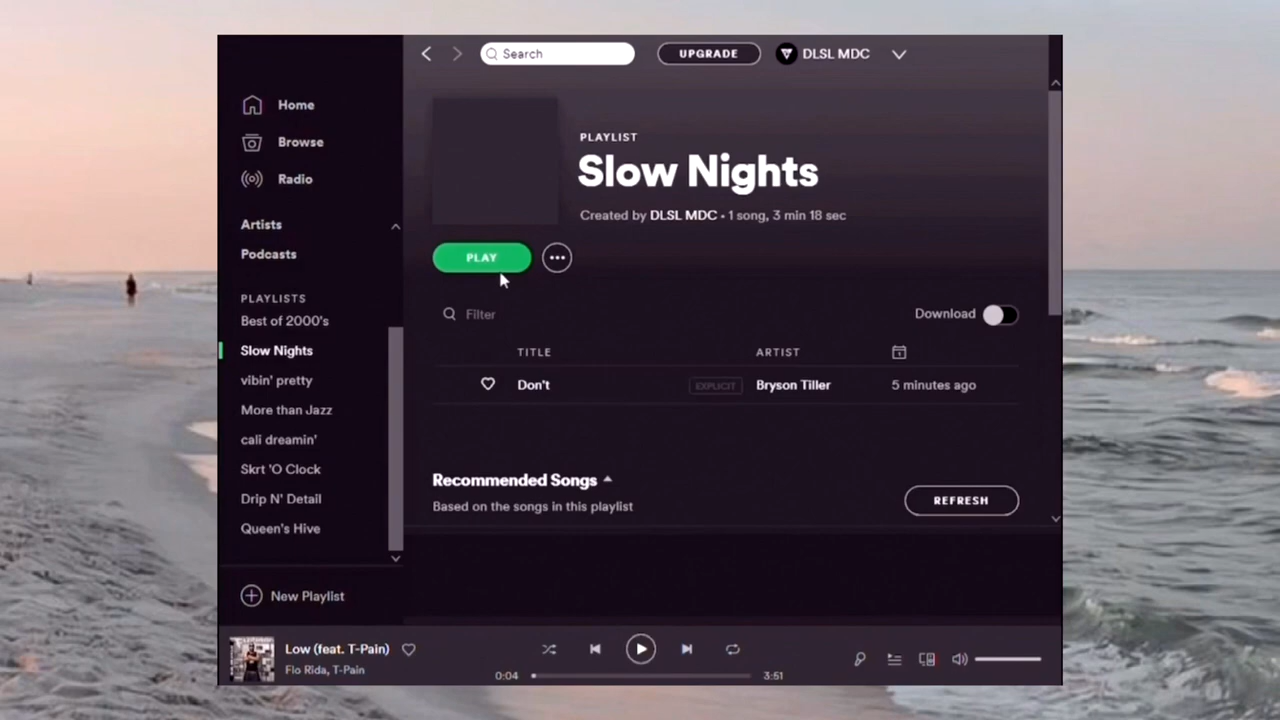 Search
UPGRADE
DLSL MDC
Home
Browse
Radio
Artists
Podcasts
PLAYLISTS
Best of 2000's
Slow Nights
vibin' pretty
More than Jazz
cali dreamin'
Skrt 'O Clock
Drip N' Detail
Queen's Hive
New Playlist
PLAYLIST
Slow Nights
Created by DLSL MDC • 1 song, 3 min 18 sec
PLAY
Filter
Download
TITLE ARTIST
Don't EXPLICIT Bryson Tiller 5 minutes ago
Recommended Songs
Based on the songs in this playlist
REFRESH
Low (feat. T-Pain)
Flo Rida, T-Pain
0:04
3:51